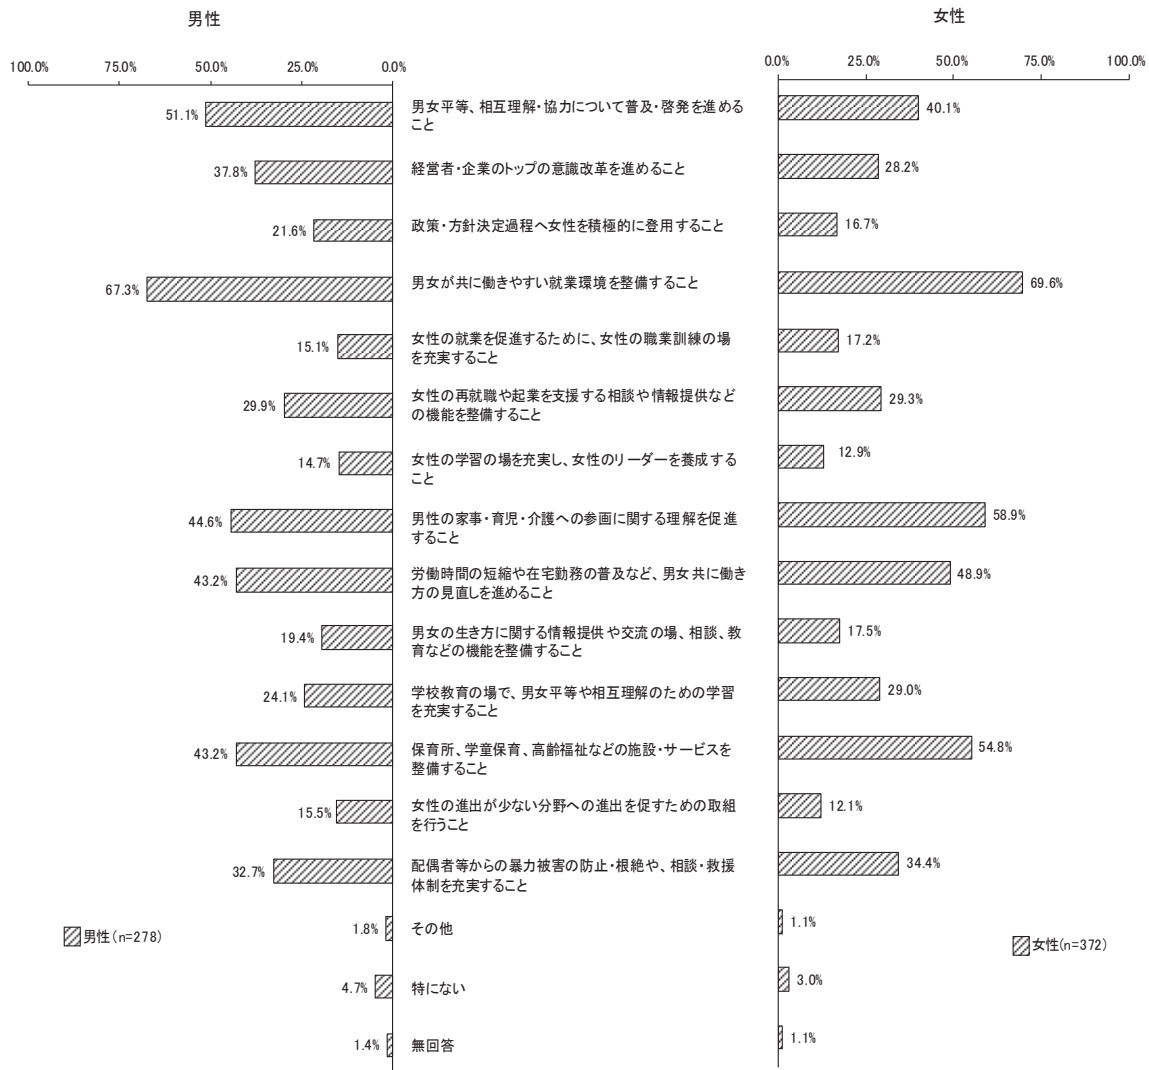 男性
女性
100.0% 75.0% 50.0% 25.0% 0.0%
0.0% 25.0% 50.0% 75.0% 100.0%
51.1%
男女平等、相互理解・協力について普及・啓発を進める
こと
40.1%
37.8%
経営者・企業のトップの意識改革を進めること
28.2%
21.6%
政策・方針決定過程へ女性を積極的に登用すること
16.7%
67.3%
男女が共に働きやすい就業環境を整備すること
69.6%
15.1%
女性の就業を促進するために、女性の職業訓練の場
を充実すること
17.2%
29.9%
女性の再就職や起業を支援する相談や情報提供など
の機能を整備すること
29.3%
14.7%
女性の学習の場を充実し、女性のリーダーを養成する
こと
12.9%
44.6%
男性の家事・育児・介護への参画に関する理解を促進
すること
58.9%
43.2%
労働時間の短縮や在宅勤務の普及など、男女共に働き
方の見直しを進めること
48.9%
19.4%
男女の生き方に関する情報提供や交流の場、相談、教
育などの機能を整備すること
17.5%
24.1%
学校教育の場で、男女平等や相互理解のための学習
を充実すること
29.0%
43.2%
保育所、学童保育、高齢福祉などの施設・サービスを
整備すること
54.8%
15.5%
女性の進出が少ない分野への進出を促すための取組
を行うこと
12.1%
32.7%
配偶者等からの暴力被害の防止・根絶や、相談・救援
体制を充実すること
34.4%
1.8%
その他
1.1%
男性(n=278)
女性(n=372)
4.7%
特にない
3.0%
1.4%
無回答
1.1%